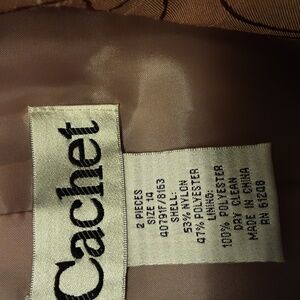 Cachet
2 PIECES
SIZE 14
40791F/8163
SHELL:
53% NYLON
47% POLYESTER
LINING:
100% POLYESTER
DRY CLEAN
MADE IN CHINA
RN 61248